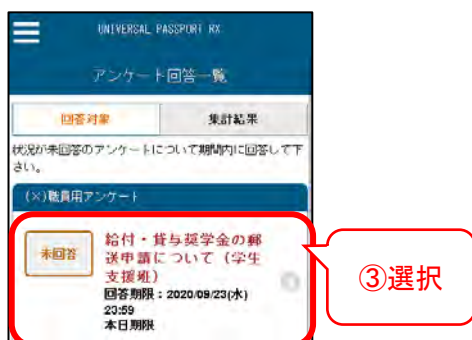 UNIVERSAL PASSPORT RX
アンケート回答一覧
回答対象
集計結果
状況が未回答のアンケートについて期間内に回答して下
さい。
(×)職員用アンケート
未回答
給付・貸与奨学金の郵
送申請について（学生
支援班）
回答期限：2020/09/23(水)
23:59
本日期限
③選択